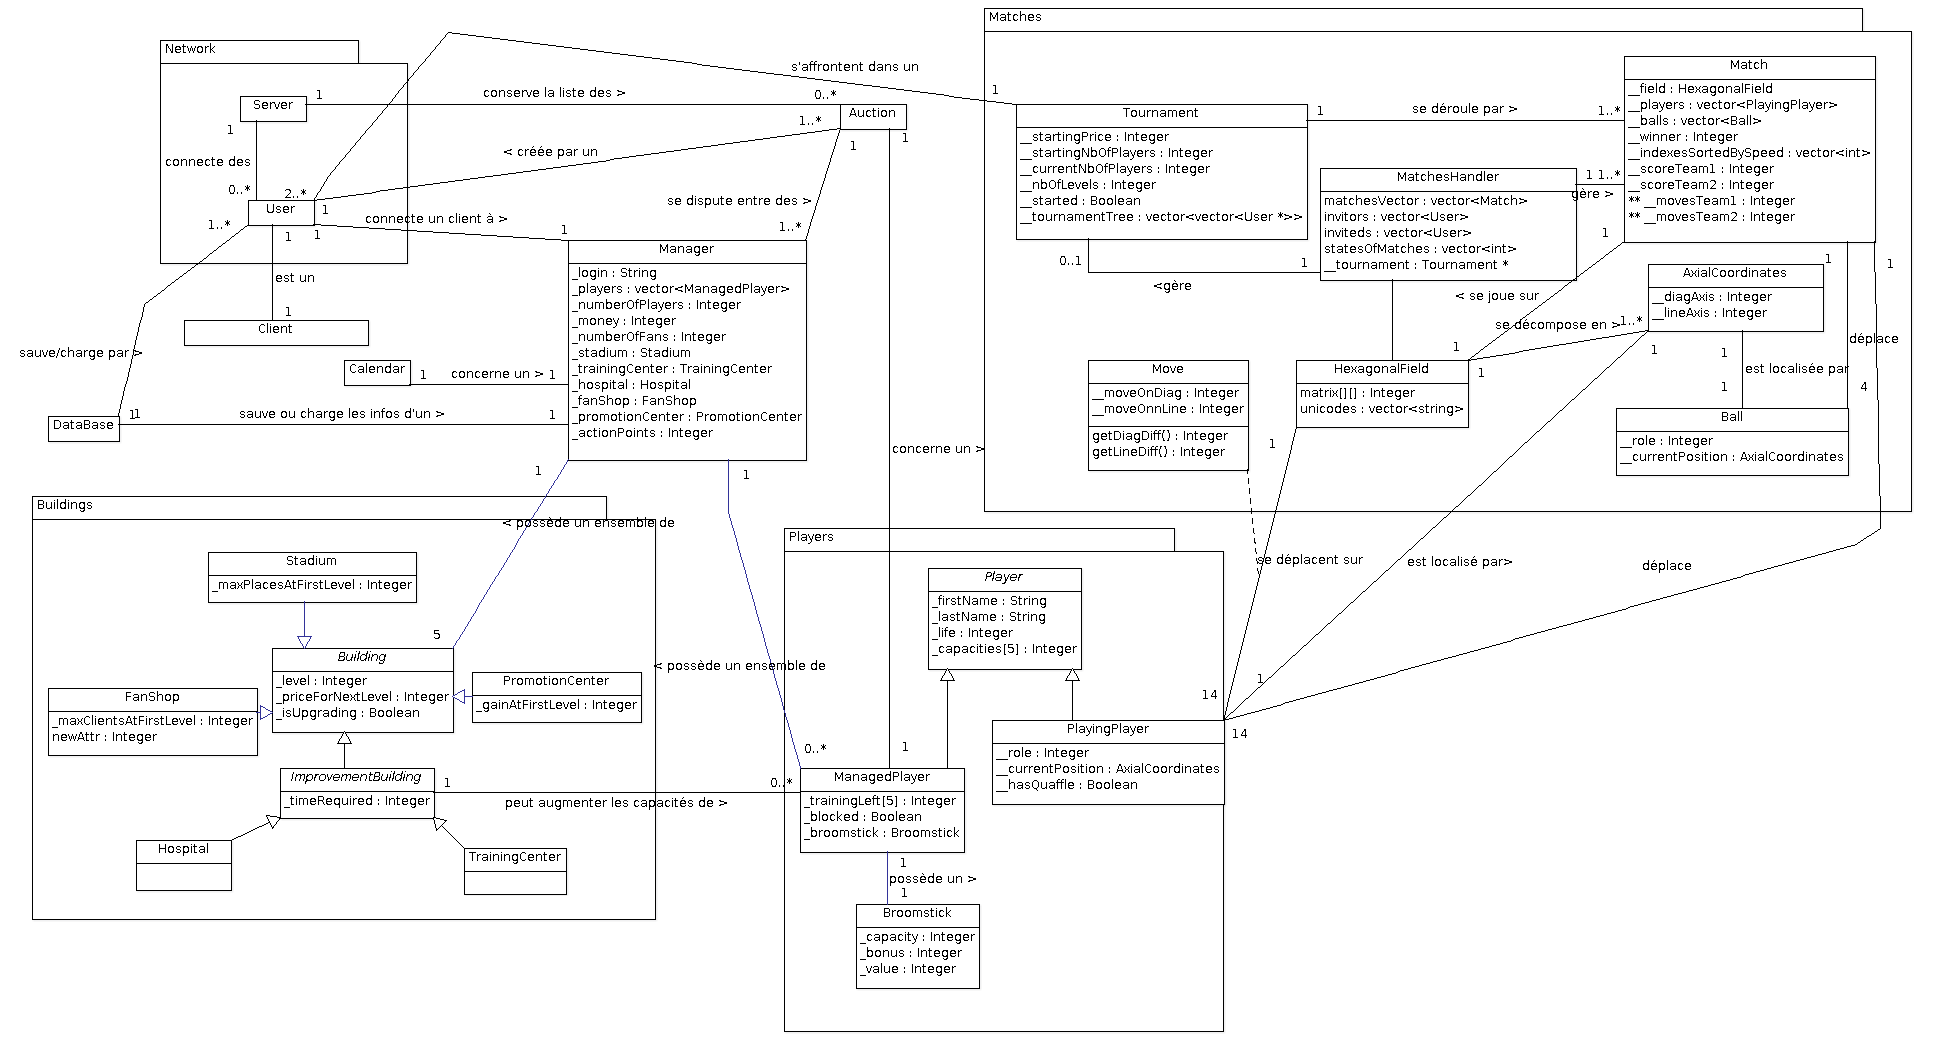 Matches
Network
s'affrontent dans un
Server
1
conserve la liste des >
0..*
Auction
1
1..*
< créée par un
1
1
1
connecte des
0..*
2..*
User
1
1..*
1
1
connecte un client à >
1
est un
1
Client
se dispute entre des >
1..*
sauve/charge par >
1
Calendar
1
concerne un >
1
DataBase
1
sauve ou charge les infos d'un >
1
Manager
_login : String
_players : vector<ManagedPlayer>
_numberOfPlayers : Integer
_money : Integer
_numberOfFans : Integer
_stadium : Stadium
_trainingCenter : TrainingCenter
_hospital : Hospital
_fanShop : FanShop
_promotionCenter : PromotionCenter
_actionPoints : Integer
1
1
Tournament
__startingPrice : Integer
__startingNbOfPlayers : Integer
__currentNbOfPlayers : Integer
__nbOfLevels : Integer
__started : Boolean
__tournamentTree : vector<vector<User *>>
1
se déroule par >
1..*
Match
__field : HexagonalField
__players : vector<PlayingPlayer>
__balls : vector<Ball>
__winner : Integer
__indexesSortedBySpeed : vector<int>
__scoreTeam1 : Integer
__scoreTeam2 : Integer
** __movesTeam1 : Integer
** __movesTeam2 : Integer
MatchesHandler
matchesVector : vector<Match>
invitors : vector<User>
inviteds : vector<User>
statesOfMatches : vector<int>
__tournament : Tournament *
1
1..*
gère >
0..1
1
<gère
1
< se joue sur
1
AxialCoordinates
__diagAxis : Integer
__lineAxis : Integer
se décompose en >
1..*
1
1
1
déplace
4
1
est localisée par
1
1
Move
__moveOnDiag : Integer
__moveOnnLine : Integer
getDiagDiff() : Integer
getLineDiff() : Integer
HexagonalField
matrix[][] : Integer
unicodes : vector<string>
1
Ball
__role : Integer
__currentPosition : AxialCoordinates
concerne un >
se déplacent sur
est localisé par>
déplace
14
1
14
Buildings
< possède un ensemble de
Stadium
_maxPlacesAtFirstLevel : Integer
5
Building
_level : Integer
_priceForNextLevel : Integer
_isUpgrading : Boolean
FanShop
_maxClientsAtFirstLevel : Integer
newAttr : Integer
PromotionCenter
_gainAtFirstLevel : Integer
< possède un ensemble de
ImprovementBuilding
_timeRequired : Integer
1
peut augmenter les capacités de >
0..*
0..*
1
Hospital
TrainingCenter
Players
Player
_firstName : String
_lastName : String
_life : Integer
_capacities[5] : Integer
PlayingPlayer
__role : Integer
__currentPosition : AxialCoordinates
__hasQuaffle : Boolean
ManagedPlayer
_trainingLeft[5] : Integer
_blocked : Boolean
_broomstick : Broomstick
1
possède un >
1
Broomstick
_capacity : Integer
_bonus : Integer
_value : Integer